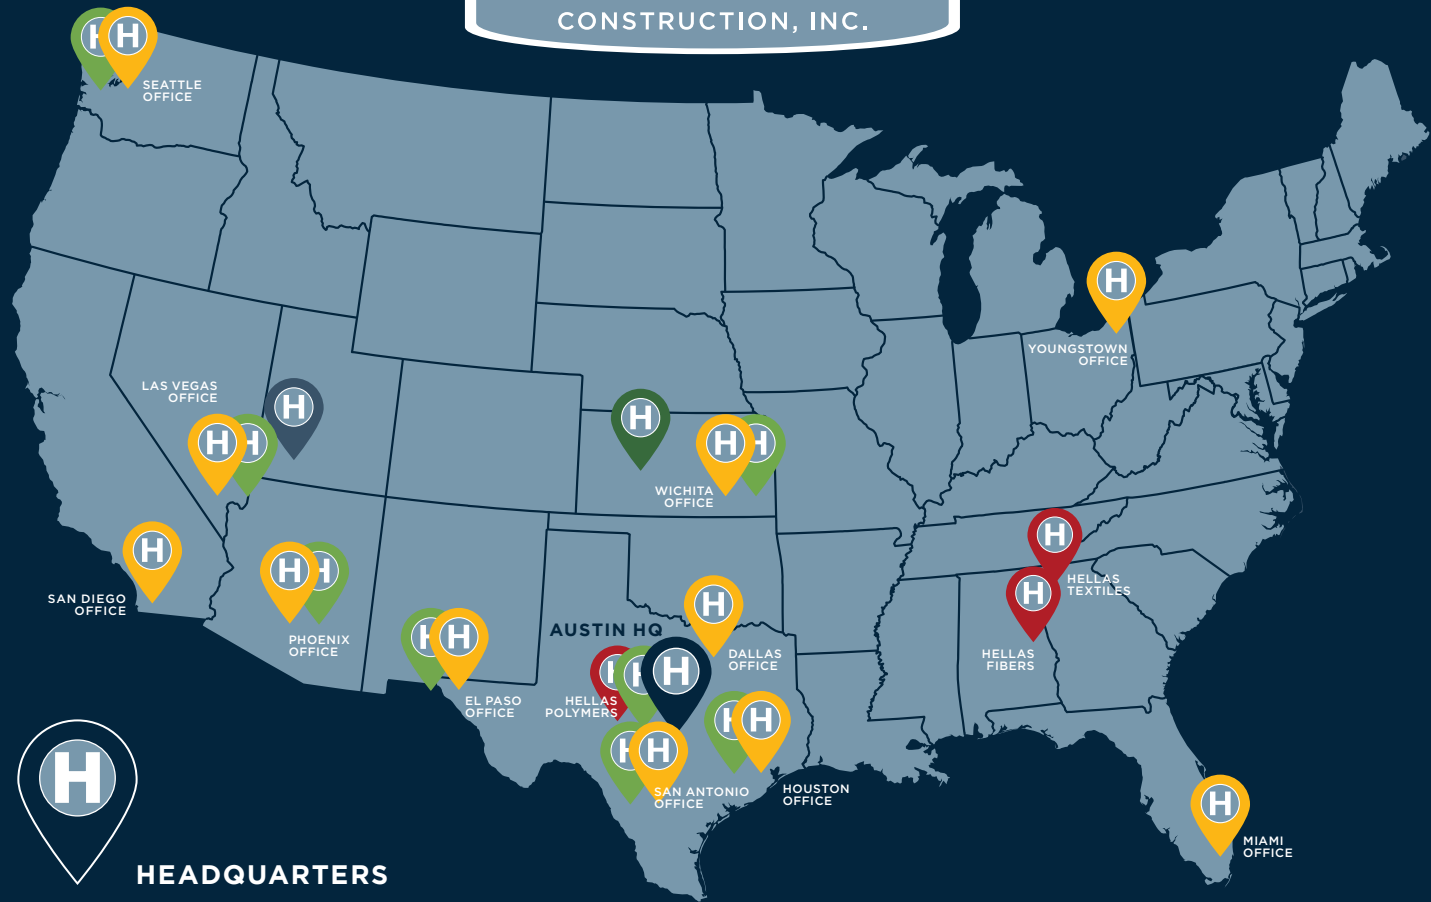 CONSTRUCTION, INC.
H
H
SEATTLE
OFFICE
H
YOUNGSTOWN
OFFICE
LAS VEGAS
OFFICE
H
H
H
H
H
H
WICHITA
OFFICE
H
SAN DIEGO
OFFICE
H
H
PHOENIX
OFFICE
H
HELLAS
TEXTILES
H
HELLAS
FIBERS
H
H
EL PASO
OFFICE
AUSTIN HQ
H
DALLAS
OFFICE
H
H
H
HELLAS
POLYMERS
H
H
HOUSTON
OFFICE
H
H
SAN ANTONIO
OFFICE
H
MIAMI
OFFICE
H
HEADQUARTERS